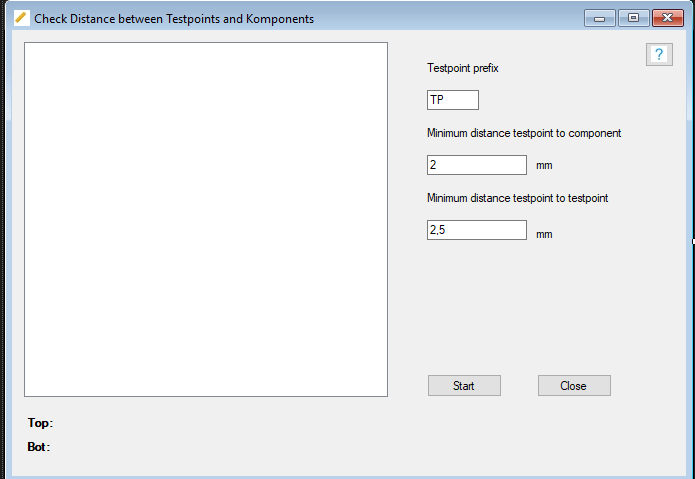 Check Distance between Testpoints and Komponents
?
Testpoint prefix
TP
Minimum distance testpoint to component
2 mm
Minimum distance testpoint to testpoint
2,5 mm
Start Close
Top:
Bot: